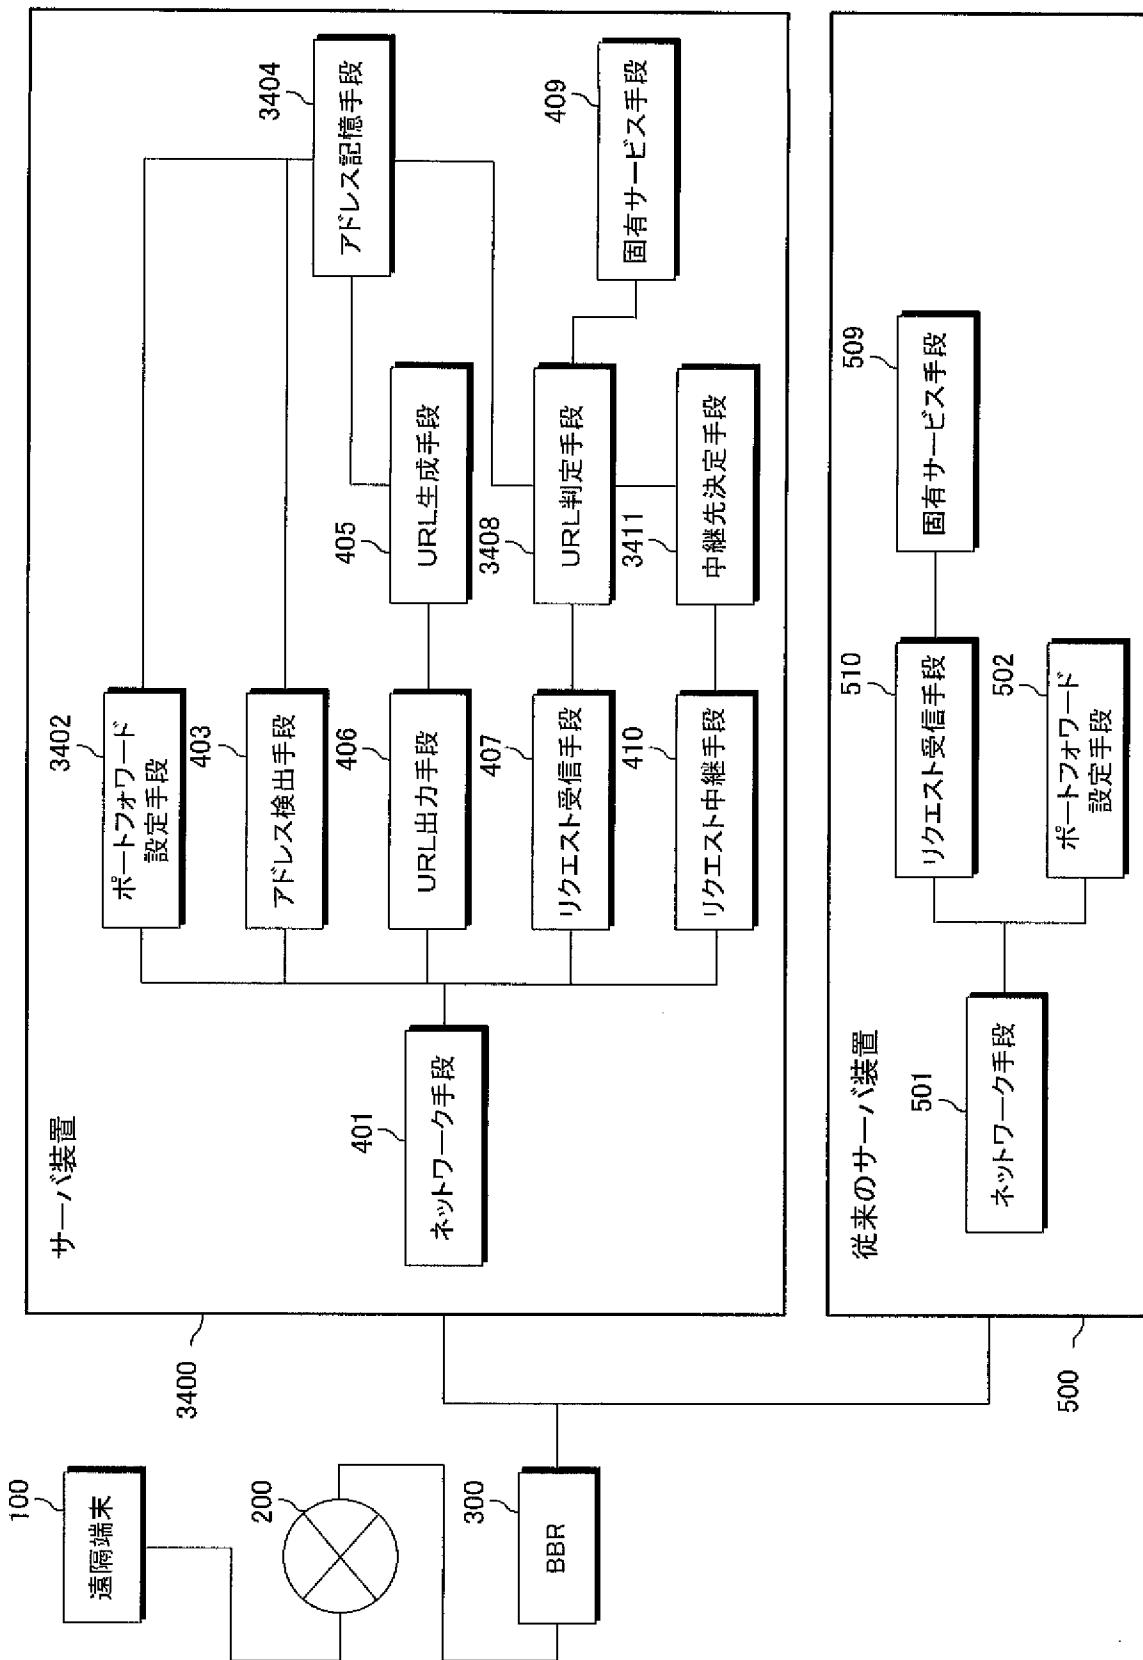 100
遠隔端末
200
300
BBR
3400
サーバ装置
401
ネットワーク手段
3402
ポートフォワード
設定手段
403
アドレス検出手段
406
URL出力手段
407
リクエスト受信手段
410
リクエスト中継手段
405
URL生成手段
3408
URL判定手段
3411
中継先決定手段
3404
アドレス記憶手段
409
固有サービス手段
500
従来のサーバ装置
501
ネットワーク手段
510
リクエスト受信手段
502
ポートフォワード
設定手段
509
固有サービス手段